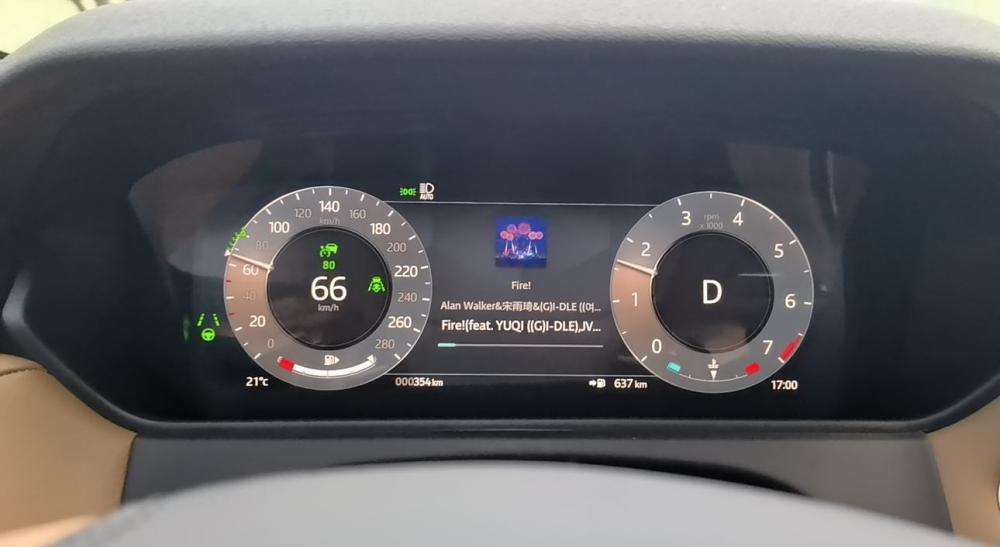 AUTO
0 20 40 60 80 100 120 140 160 180 200 220 240 260 280
km/h
80
66
km/h
Fire!
Alan Walker&宋雨琦&(G)I-DLE ((여...
Fire!(feat. YUQI ((G)I-DLE),JV...
0 1 2 3 4 5 6 7
rpm
x 1000
D
21°c
000354km
637 km
17:00